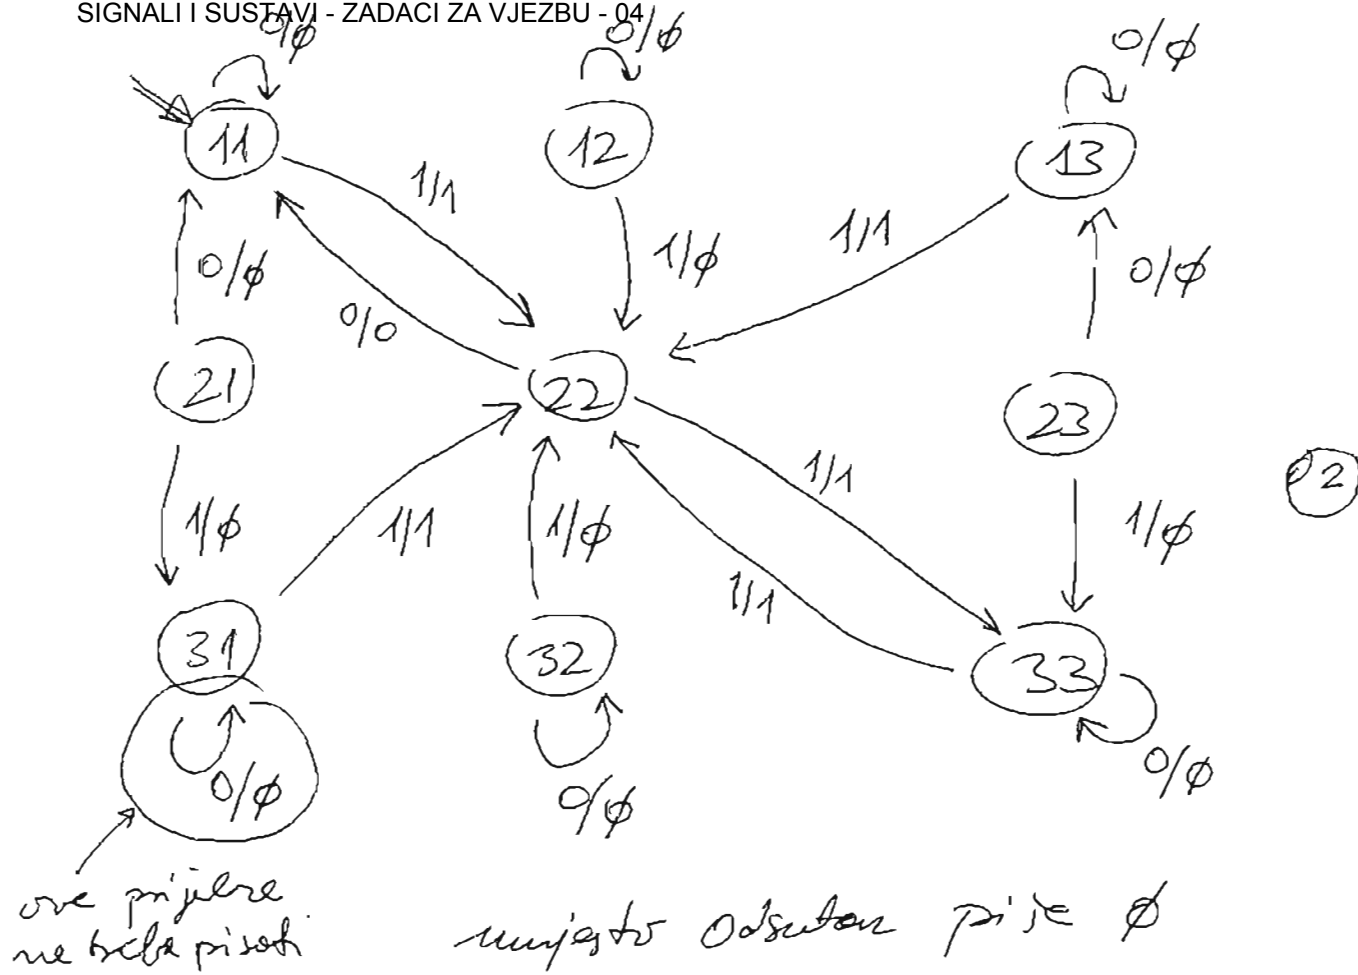 SIGNALI I SUSTAVI - ZADACI ZA VJEZBU - 04
0/ϕ 0/ϕ 0/ϕ
11 12 13
1/1
0/ϕ 1/ϕ 1/1 0/ϕ
0/0
21 22 23
1/1 02
1/ϕ 1/1 1/ϕ 1/ϕ
1/1
31 32 33
0/ϕ 0/ϕ 0/ϕ
ove prijelaze
ne treba pisati
umjesto odsutan piše ϕ